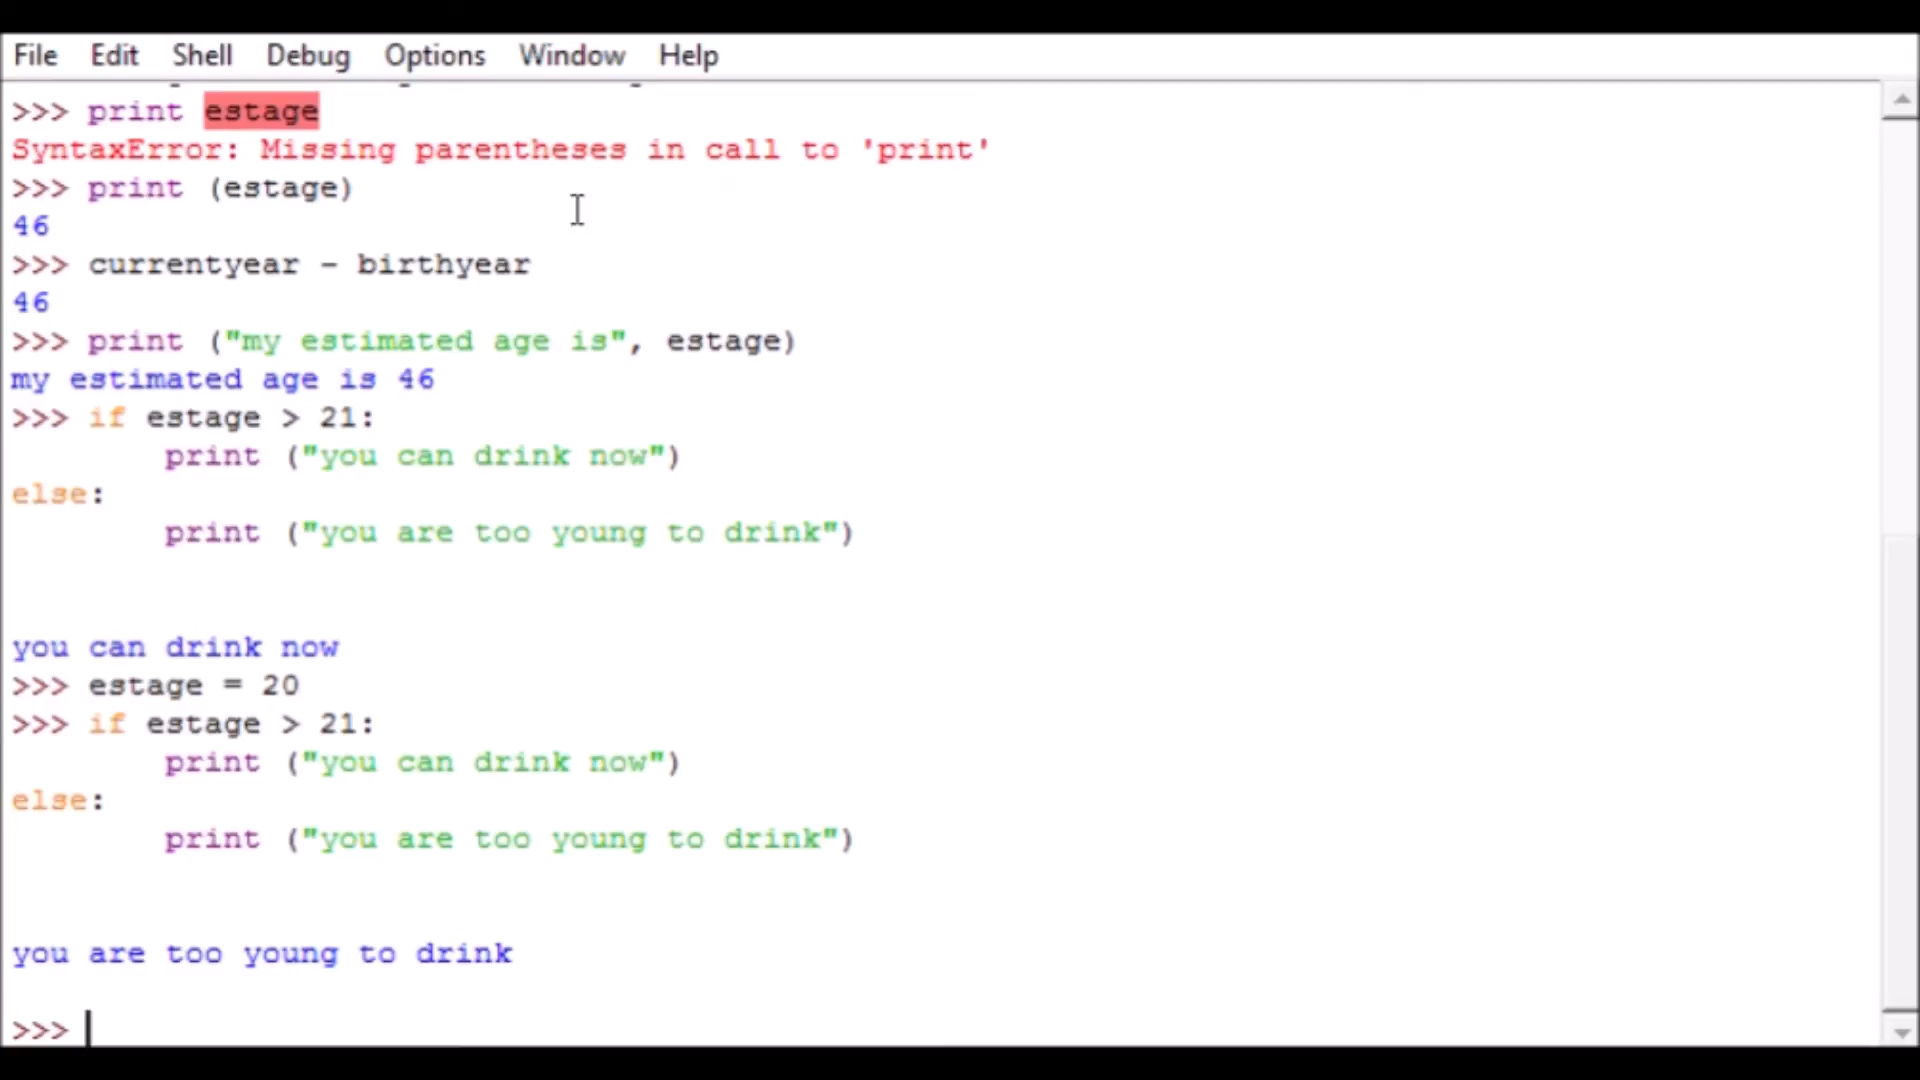 File Edit Shell Debug Options Window Help
>>> print estage
SyntaxError: Missing parentheses in call to 'print'
>>> print (estage)
46
>>> currentyear - birthyear
46
>>> print ("my estimated age is", estage)
my estimated age is 46
>>> if estage > 21:
        print ("you can drink now")
else:
        print ("you are too young to drink")
you can drink now
>>> estage = 20
>>> if estage > 21:
        print ("you can drink now")
else:
        print ("you are too young to drink")
you are too young to drink
>>>